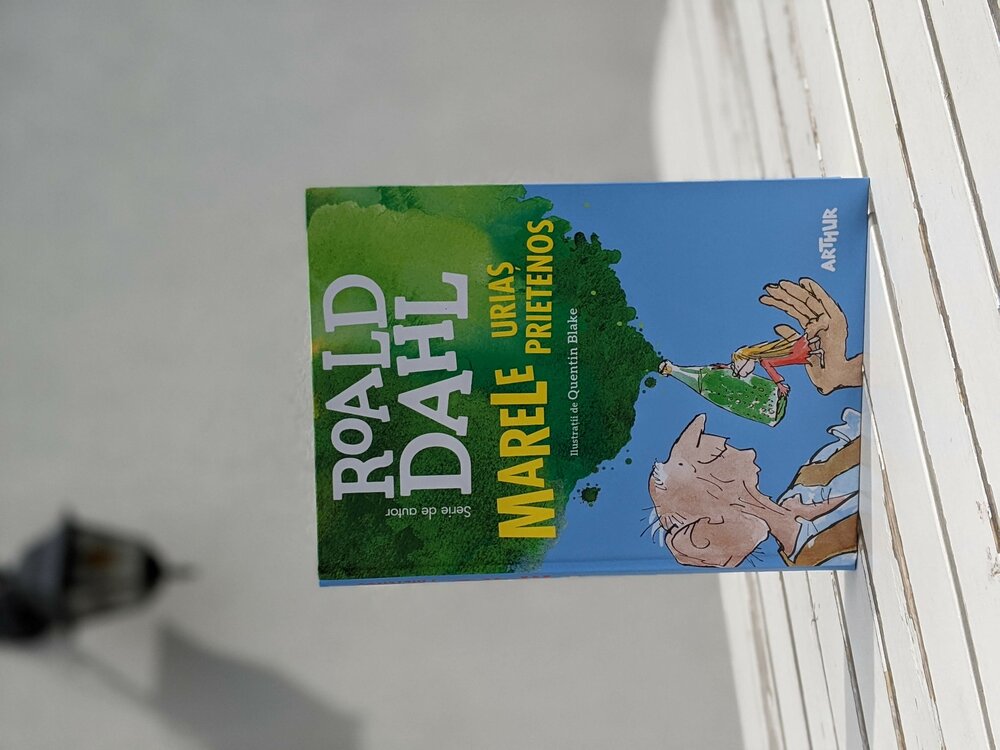 Serie de autor
ROALD
DAHL
MARELE URIAȘ
PRIETENOS
Ilustrații de Quentin Blake
ARTHUR